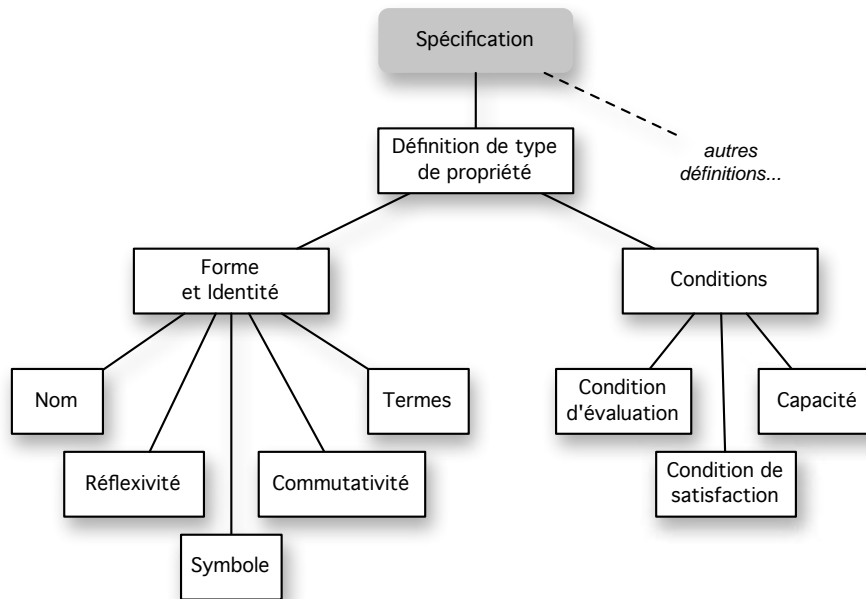 Spécification
Définition de type
de propriété
autres
définitions...
Forme
et Identité
Conditions
Nom
Termes
Condition
d'évaluation
Capacité
Réflexivité
Commutativité
Condition de
satisfaction
Symbole